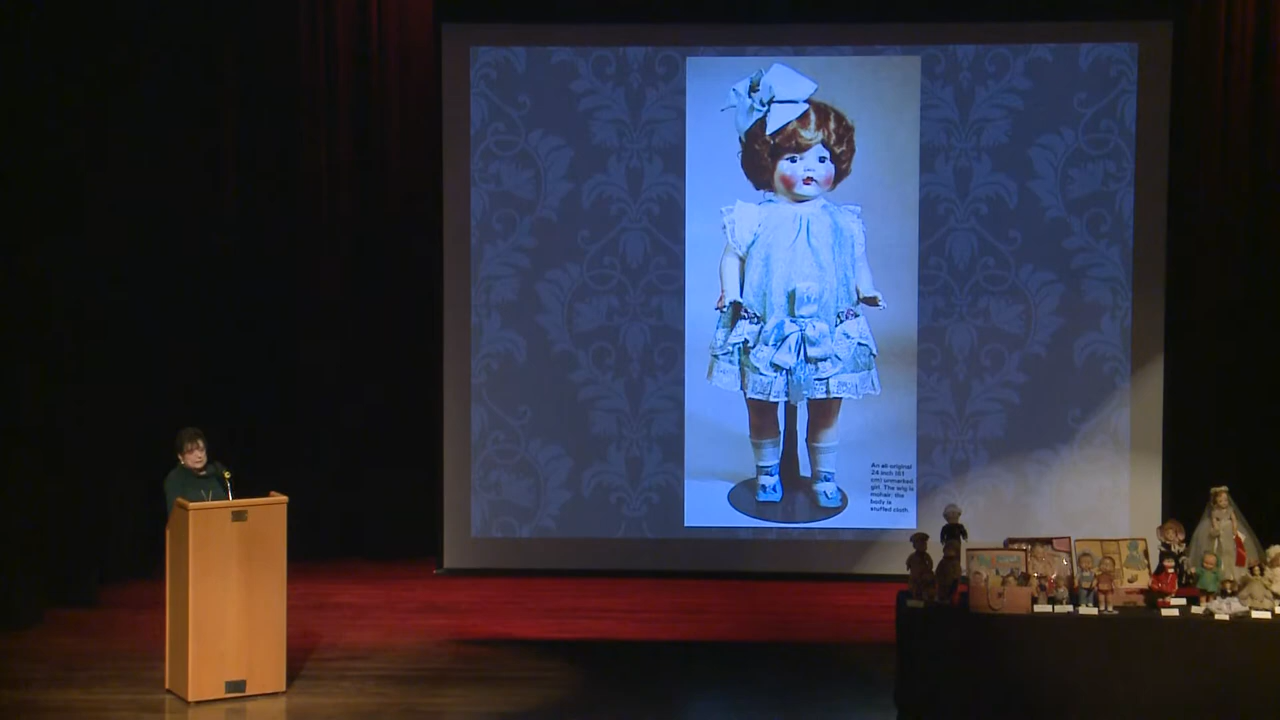 An all-original
24 inch (61
cm) unmarked
girl. The wig is
mohair; the
body is
stuffed cloth.